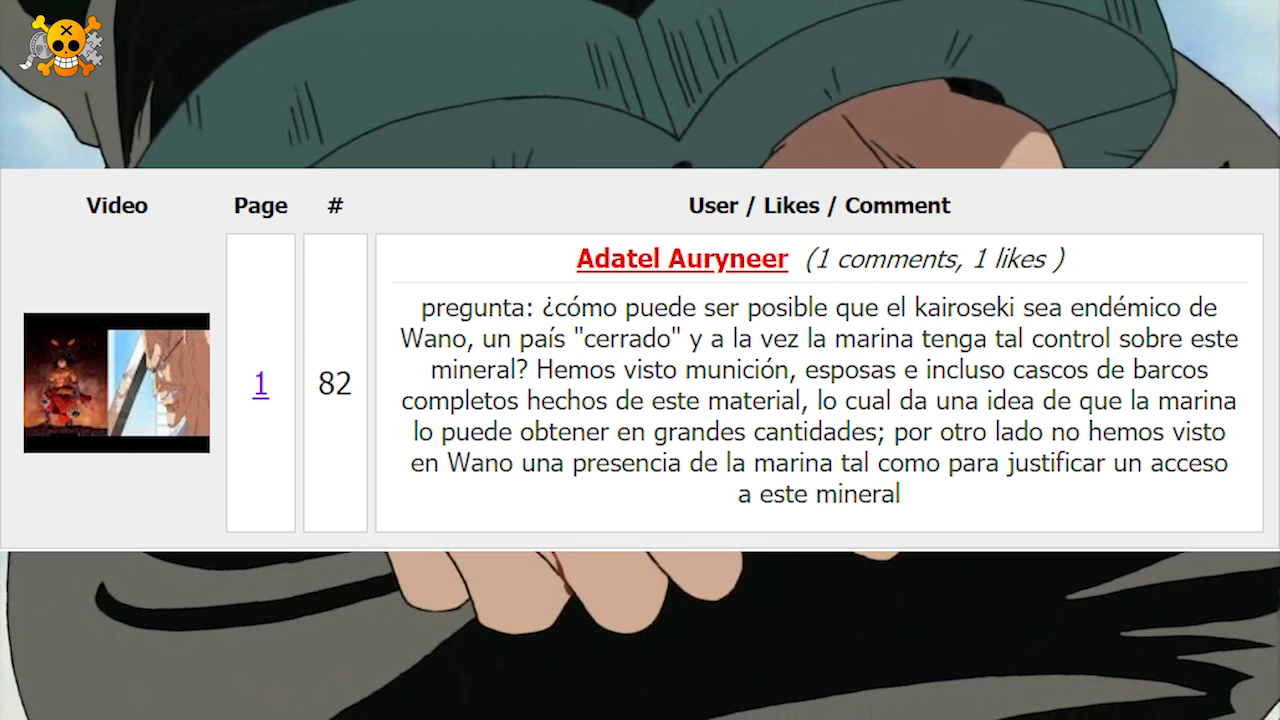 Video Page # User / Likes / Comment
Adatel Auryneer (1 comments, 1 likes )
1 82
pregunta: ¿cómo puede ser posible que el kairoseki sea endémico de
Wano, un país "cerrado" y a la vez la marina tenga tal control sobre este
mineral? Hemos visto munición, esposas e incluso cascos de barcos
completos hechos de este material, lo cual da una idea de que la marina
lo puede obtener en grandes cantidades; por otro lado no hemos visto
en Wano una presencia de la marina tal como para justificar un acceso
a este mineral